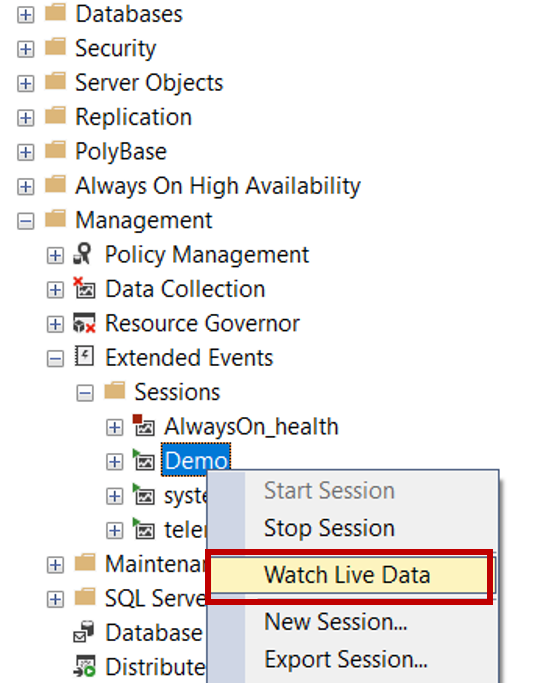 Databases
Security
Server Objects
Replication
PolyBase
Always On High Availability
Management
Policy Management
Data Collection
Resource Governor
Extended Events
Sessions
AlwaysOn_health
Demo
syste
Start Session
teler
Stop Session
Maintenan
Watch Live Data
SQL Serve
New Session...
Database
Export Session...
Distribute